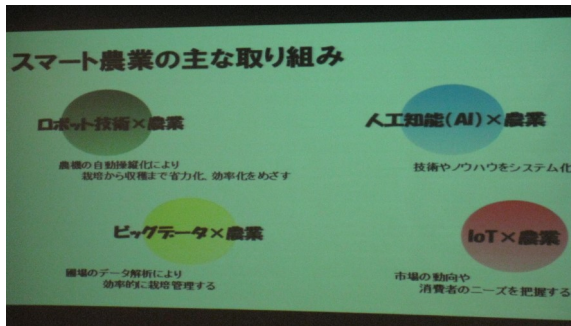 スマート農業の主な取り組み
ロボット技術×農業
農機の自動操縦化により
栽培から収穫まで省力化、効率化をめざす
人工知能(AI)×農業
技術やノウハウをシステム化
ビッグデータ×農業
圃場のデータ解析により
効率的に栽培管理する
IoT×農業
市場の動向や
消費者のニーズを把握する